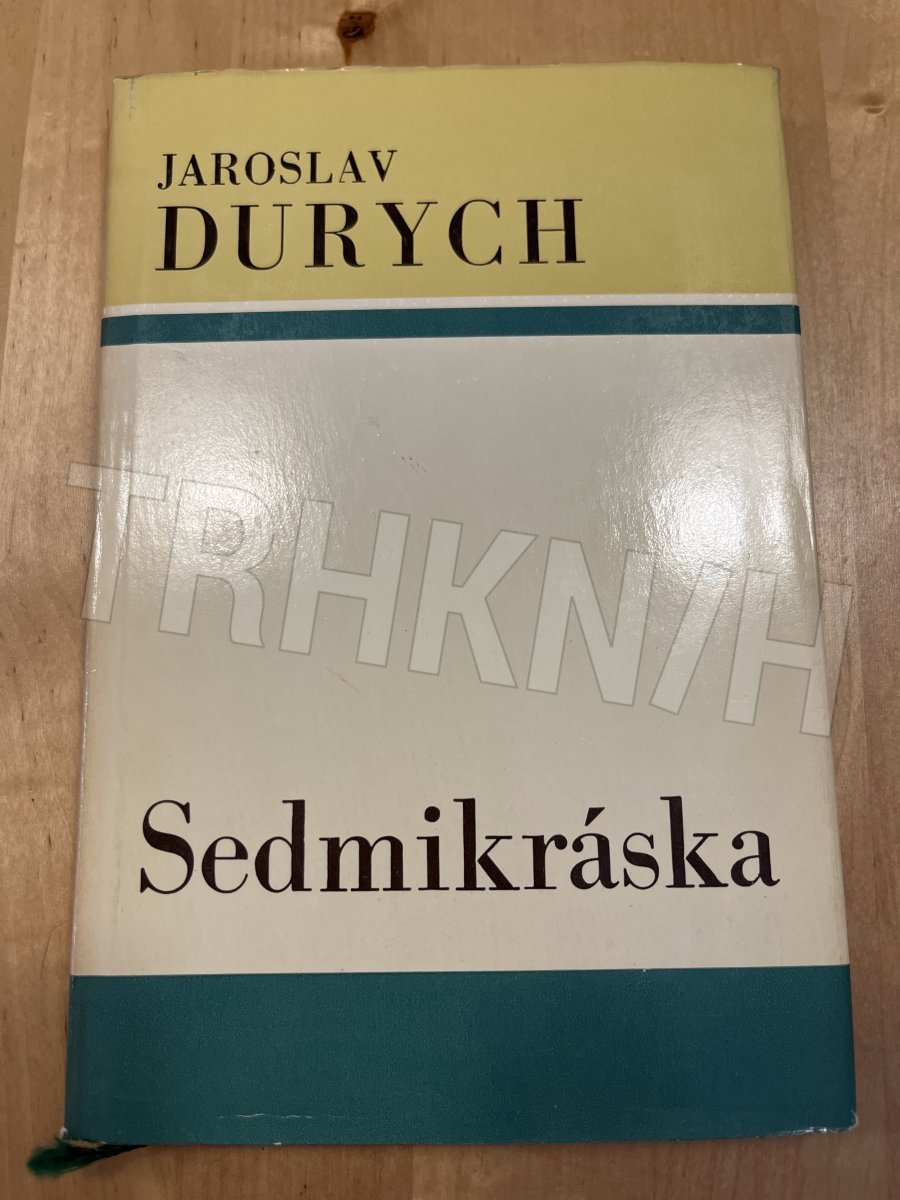 JAROSLAV
DURYCH
TRHKNIH
Sedmikráska